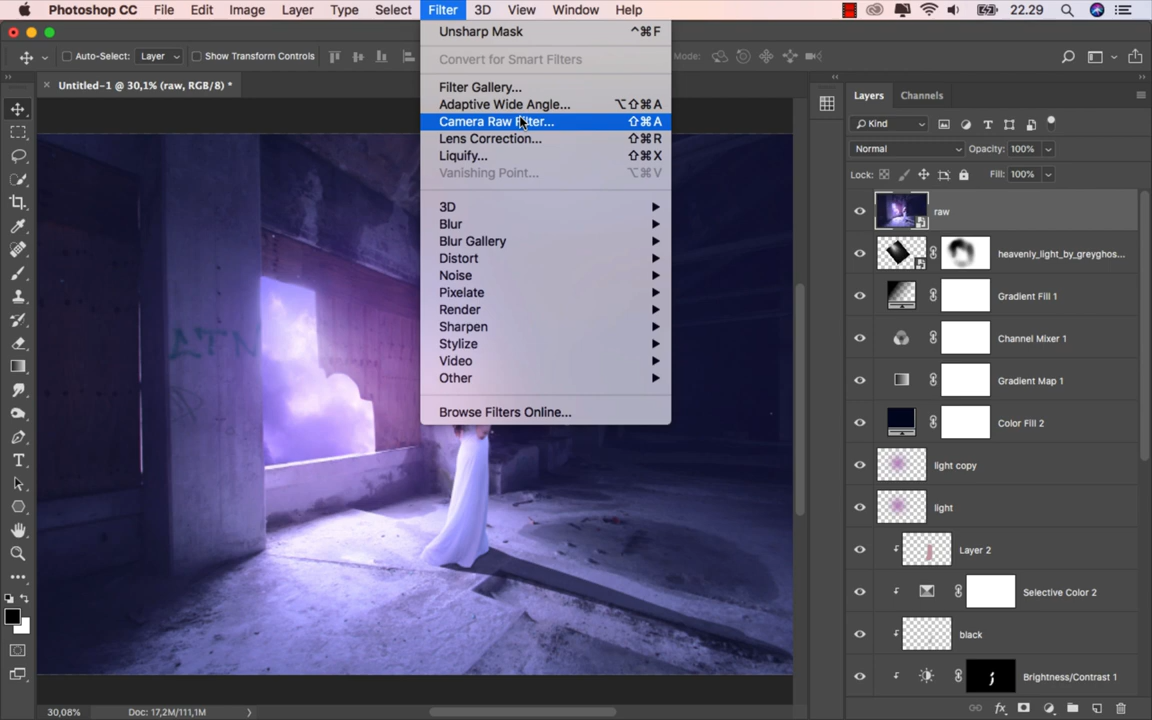 Photoshop CC File Edit Image Layer Type Select Filter 3D View Window Help 22.29
Auto-Select: Layer Show Transform Controls Mode:
Untitled-1 @ 30,1% (raw, RGB/8) *
Unsharp Mask ^⌘F
Convert for Smart Filters
Filter Gallery...
Adaptive Wide Angle... ⌥⇧⌘A
Camera Raw Filter... ⇧⌘A
Lens Correction... ⇧⌘R
Liquify... ⇧⌘X
Vanishing Point... ⌥⌘V
3D
Blur
Blur Gallery
Distort
Noise
Pixelate
Render
Sharpen
Stylize
Video
Other
Browse Filters Online...
Layers Channels
Kind
Normal Opacity: 100%
Lock: Fill: 100%
raw
heavenly_light_by_greyghos...
Gradient Fill 1
Channel Mixer 1
Gradient Map 1
Color Fill 2
light copy
light
Layer 2
Selective Color 2
black
Brightness/Contrast 1
30,08% Doc: 17,2M/111,1M